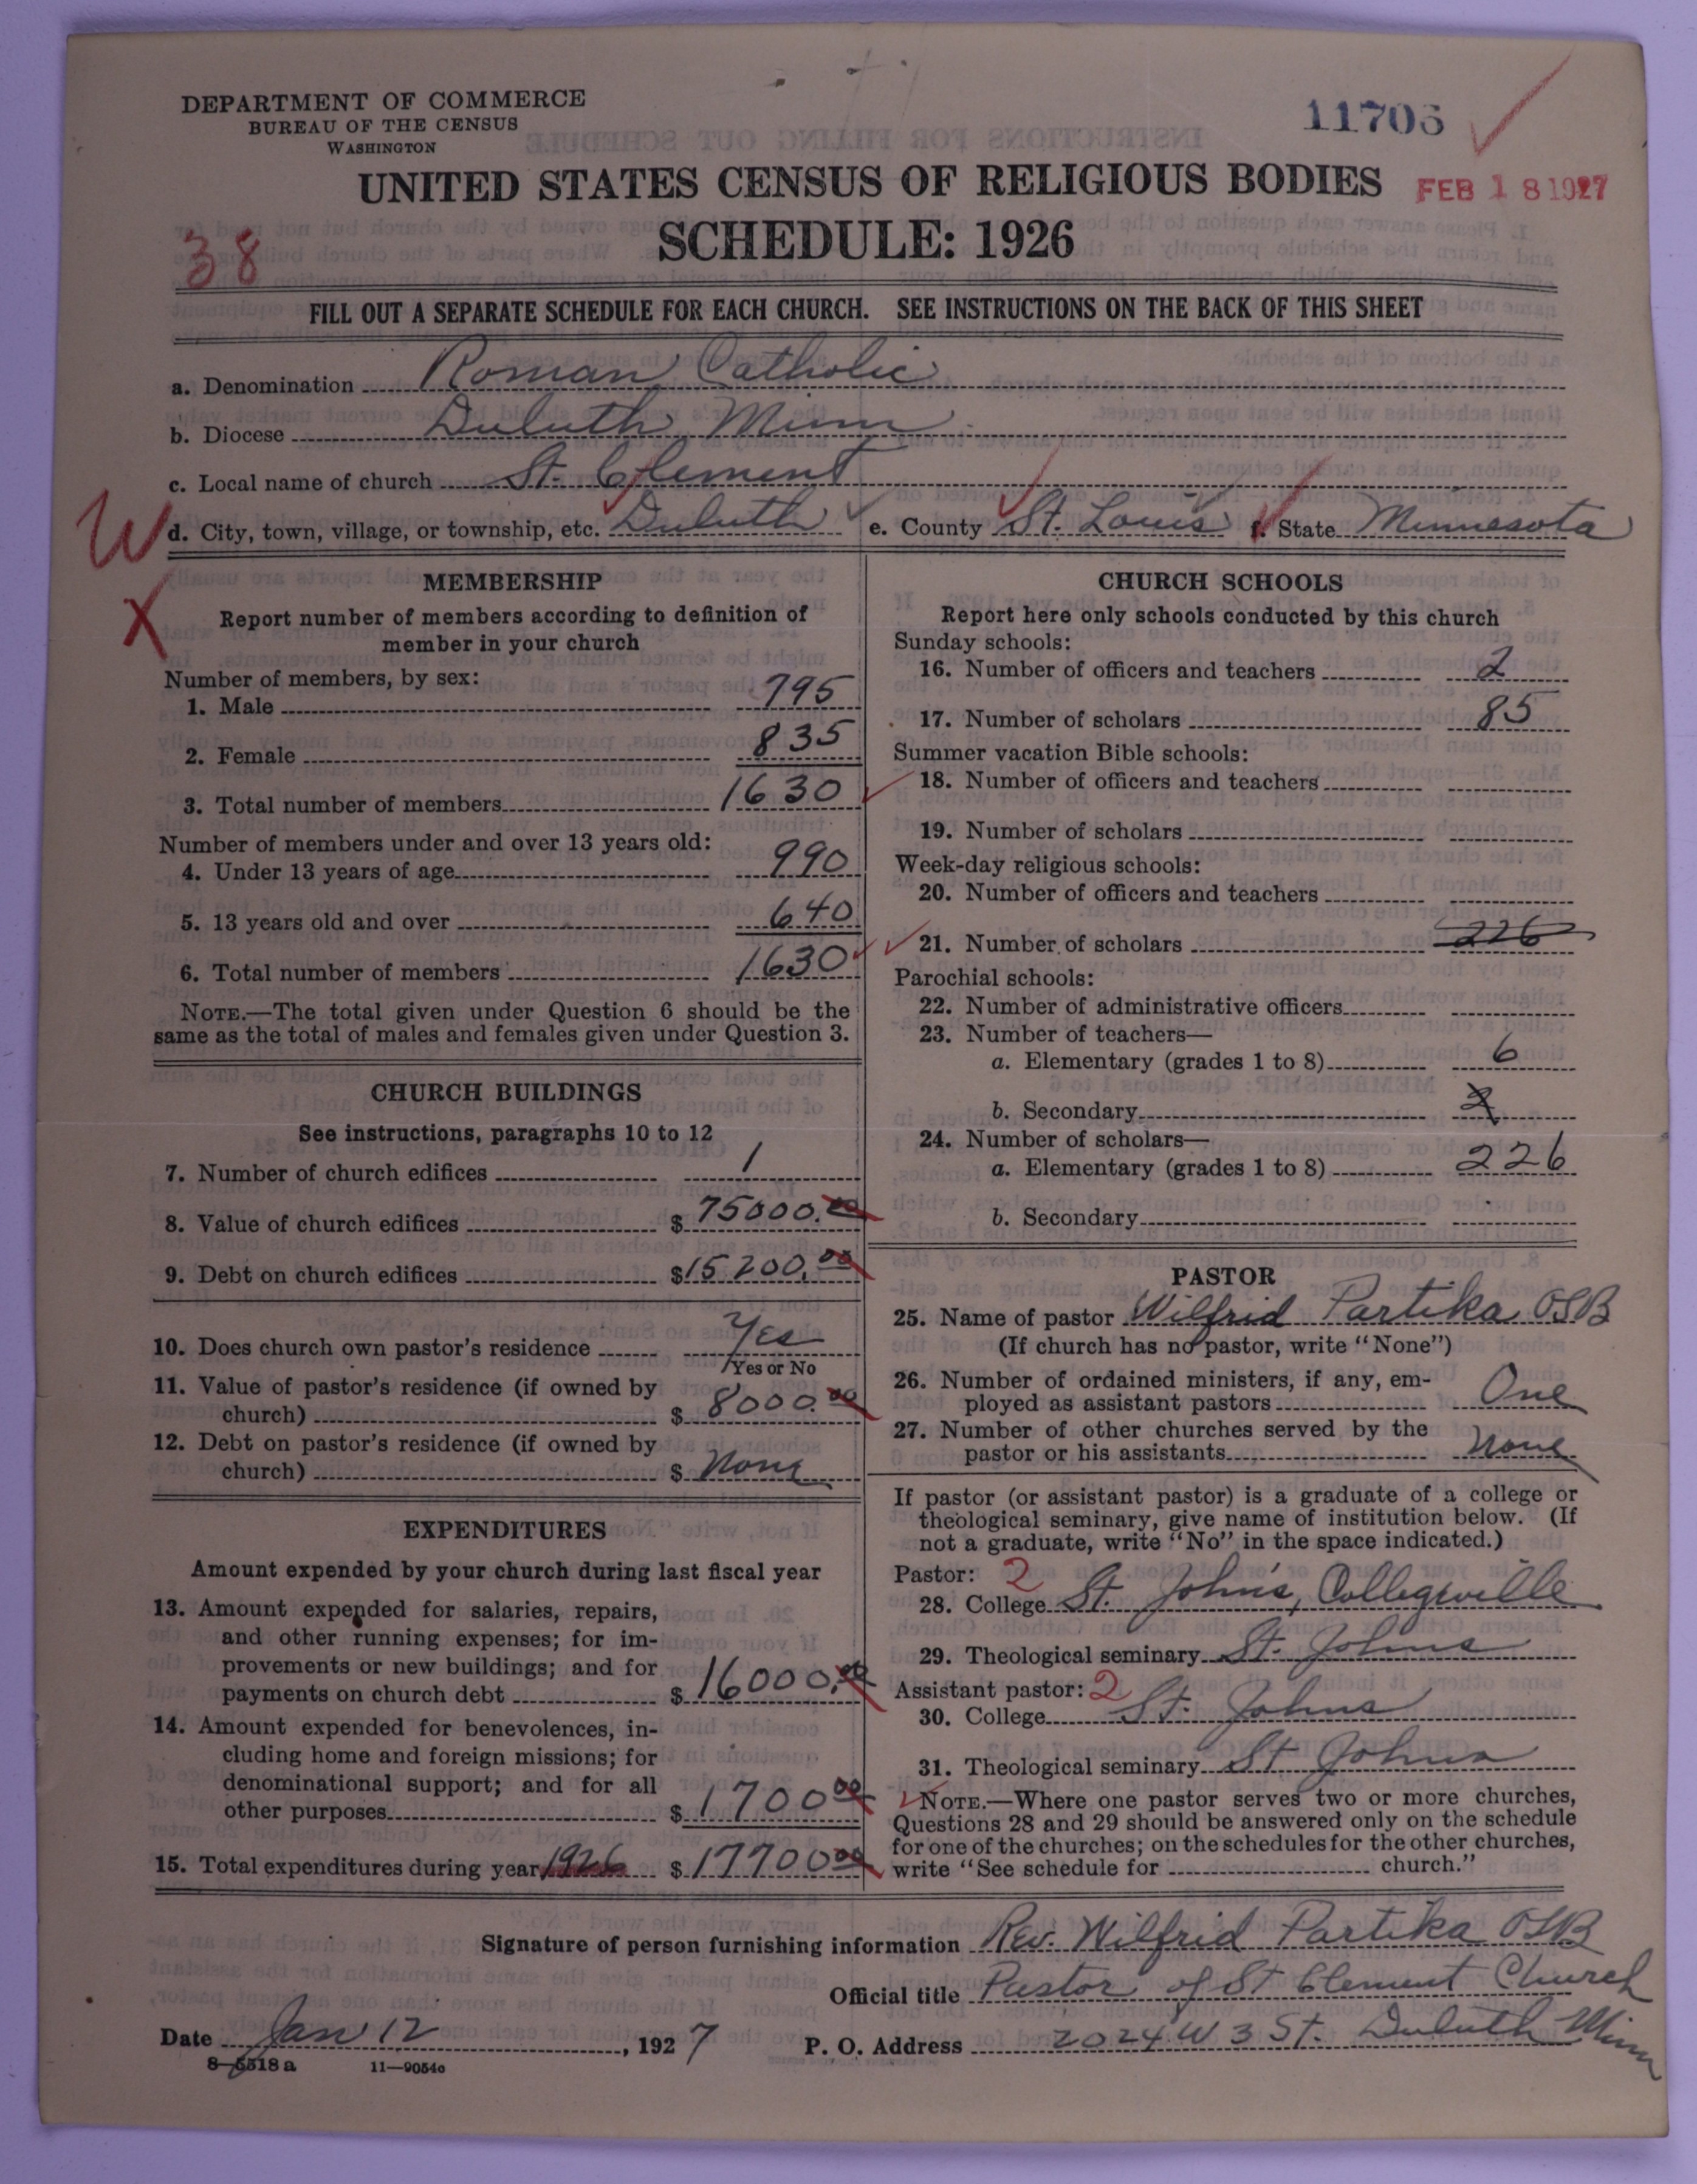 DEPARTMENT OF COMMERCE
BUREAU OF THE CENSUS
WASHINGTON
11706
UNITED STATES CENSUS OF RELIGIOUS BODIES
FEB 18 1927
SCHEDULE: 1926
38
FILL OUT A SEPARATE SCHEDULE FOR EACH CHURCH. SEE INSTRUCTIONS ON THE BACK OF THIS SHEET
a. Denomination Roman Catholic
b. Diocese Duluth, Minn
c. Local name of church St. Clement
W d. City, town, village, or township, etc. Duluth e. County St. Louis f. State Minnesota
X
MEMBERSHIP
Report number of members according to definition of
member in your church
Number of members, by sex:
1. Male 795
2. Female 835
3. Total number of members 1630
Number of members under and over 13 years old:
4. Under 13 years of age 990
5. 13 years old and over 640
6. Total number of members 1630
NOTE.—The total given under Question 6 should be the
same as the total of males and females given under Question 3.
CHURCH BUILDINGS
See instructions, paragraphs 10 to 12
7. Number of church edifices 1
8. Value of church edifices $ 75000.00
9. Debt on church edifices $ 15200.00
10. Does church own pastor's residence Yes
Yes or No
11. Value of pastor's residence (if owned by
church) $ 8000.00
12. Debt on pastor's residence (if owned by
church) $ None
EXPENDITURES
Amount expended by your church during last fiscal year
13. Amount expended for salaries, repairs,
and other running expenses; for im-
provements or new buildings; and for
payments on church debt $ 16000.00
14. Amount expended for benevolences, in-
cluding home and foreign missions; for
denominational support; and for all
other purposes $ 1700 00
15. Total expenditures during year 1926 $ 17700 00
CHURCH SCHOOLS
Report here only schools conducted by this church
Sunday schools:
16. Number of officers and teachers 2
17. Number of scholars 85
Summer vacation Bible schools:
18. Number of officers and teachers
19. Number of scholars
Week-day religious schools:
20. Number of officers and teachers
21. Number of scholars 226
Parochial schools:
22. Number of administrative officers
23. Number of teachers—
a. Elementary (grades 1 to 8) 6
b. Secondary
24. Number of scholars—
a. Elementary (grades 1 to 8) 226
b. Secondary
PASTOR
25. Name of pastor Wilfrid Partika OSB
(If church has no pastor, write "None")
26. Number of ordained ministers, if any, em-
ployed as assistant pastors One
27. Number of other churches served by the
pastor or his assistants None
If pastor (or assistant pastor) is a graduate of a college or
theological seminary, give name of institution below. (If
not a graduate, write "No" in the space indicated.)
Pastor: 2
28. College St. John's, Collegeville
29. Theological seminary St. Johns
Assistant pastor: 2
30. College St. Johns
31. Theological seminary St Johns
NOTE.—Where one pastor serves two or more churches,
Questions 28 and 29 should be answered only on the schedule
for one of the churches; on the schedules for the other churches,
write "See schedule for church."
Signature of person furnishing information Rev. Wilfrid Partika OSB
Official title Pastor of St Clement Church
Date Jan 12, 1927 P. O. Address 2024 W 3 St. Duluth Minn
8-5518 a 11—9054c